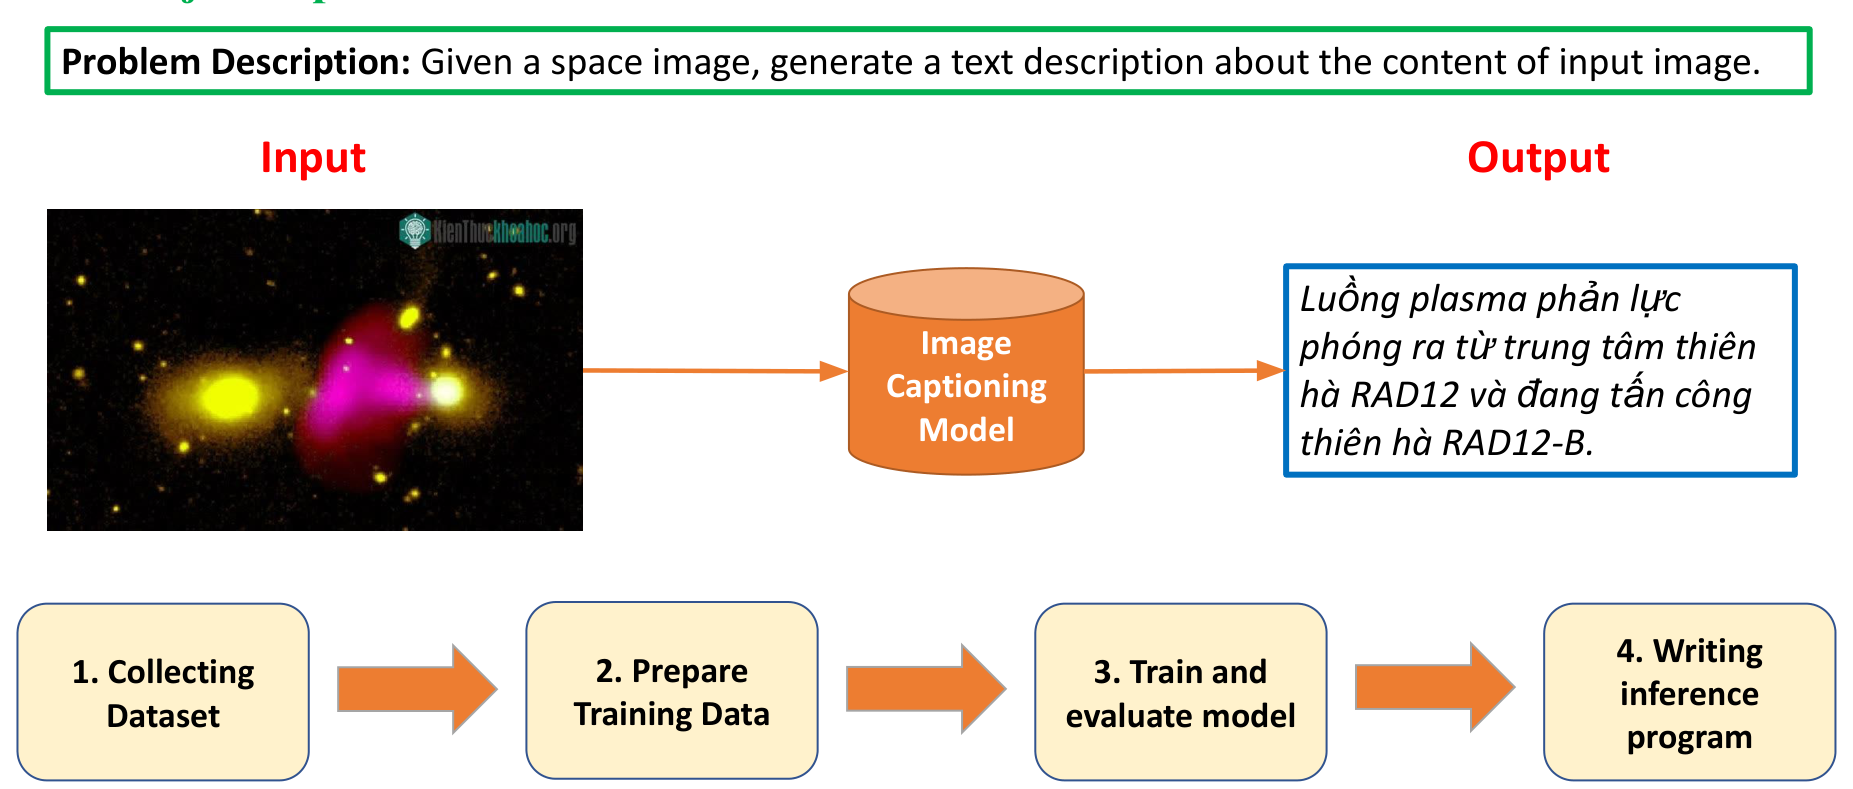 Problem Description: Given a space image, generate a text description about the content of input image.
Input
Output
KienThuckhoahoc.org
Image
Captioning
Model
Luồng plasma phản lực
phóng ra từ trung tâm thiên
hà RAD12 và đang tấn công
thiên hà RAD12-B.
1. Collecting
Dataset
2. Prepare
Training Data
3. Train and
evaluate model
4. Writing
inference
program